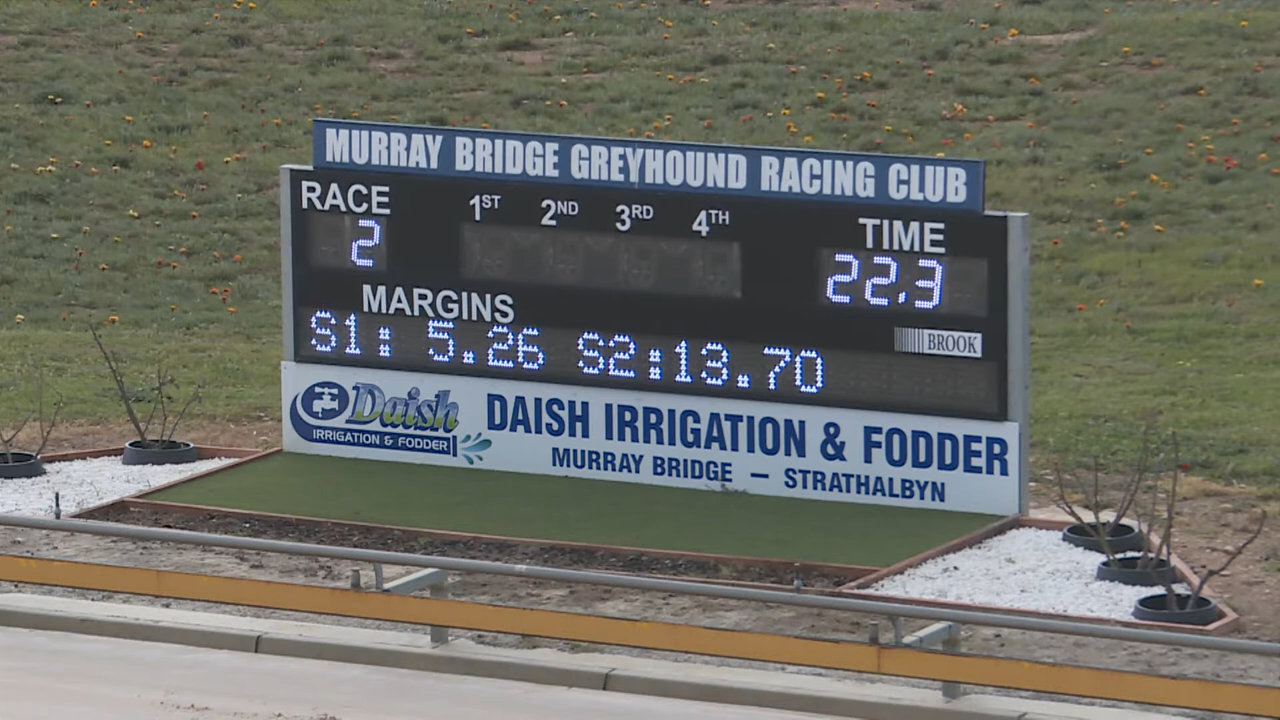 MURRAY BRIDGE GREYHOUND RACING CLUB
RACE 1ST 2ND 3RD 4TH TIME
2 22.3
MARGINS
BROOK
S1: 5.26 S2:13.70
Daish
IRRIGATION & FODDER
DAISH IRRIGATION & FODDER
MURRAY BRIDGE – STRATHALBYN